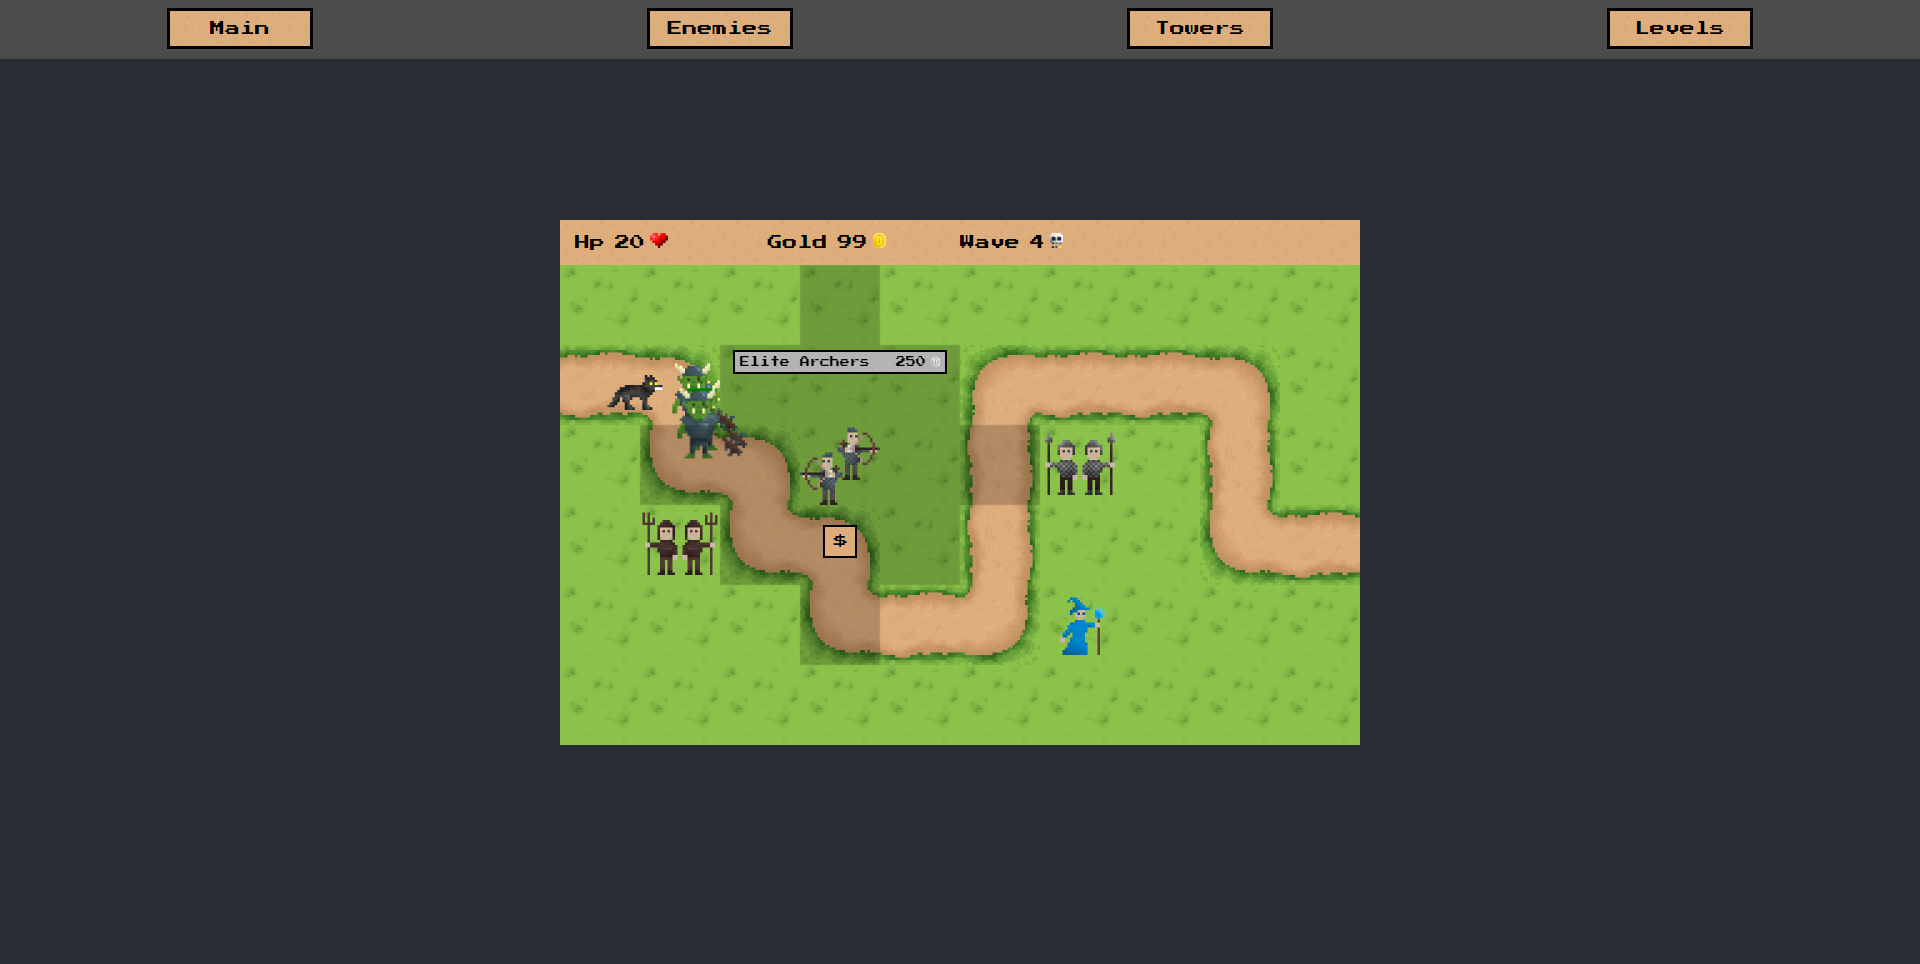 Main
Enemies
Towers
Levels
Hp 20
Gold 99
Wave 4
Elite Archers 250
$